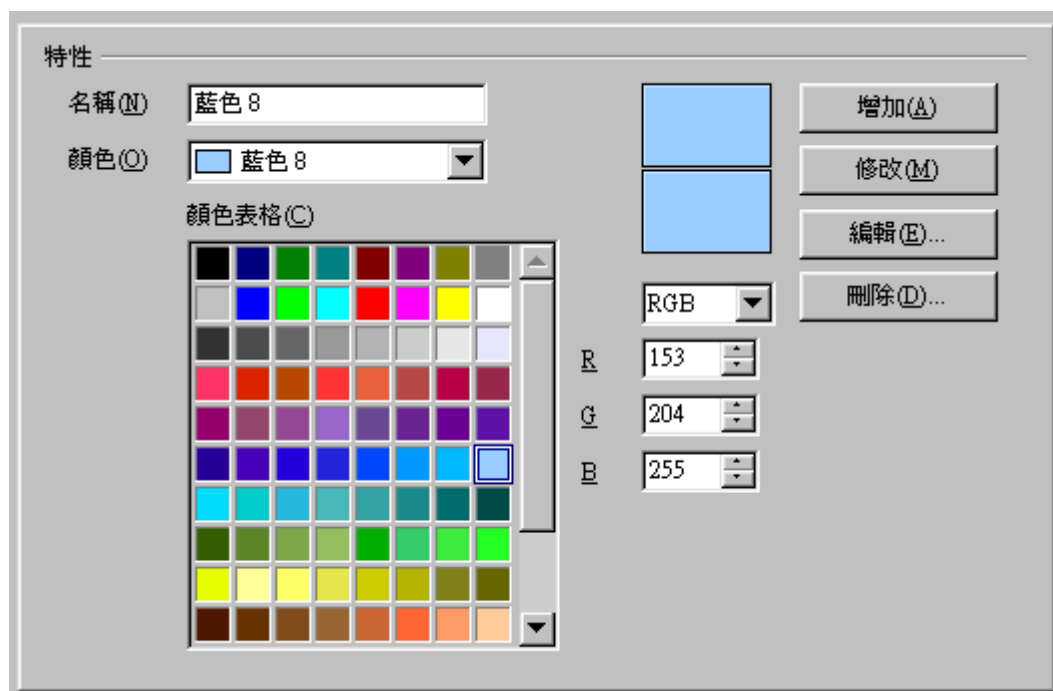 特性
名稱(N)
藍色 8
增加(A)
顏色(O)
藍色 8
修改(M)
顏色表格(C)
編輯(E)...
RGB
刪除(D)...
R
153
G
204
B
255